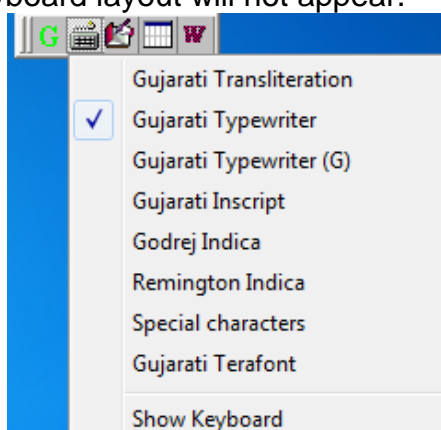 yboard layout will not appear.
G W
Gujarati Transliteration
Gujarati Typewriter
Gujarati Typewriter (G)
Gujarati Inscript
Godrej Indica
Remington Indica
Special characters
Gujarati Terafont
Show Keyboard